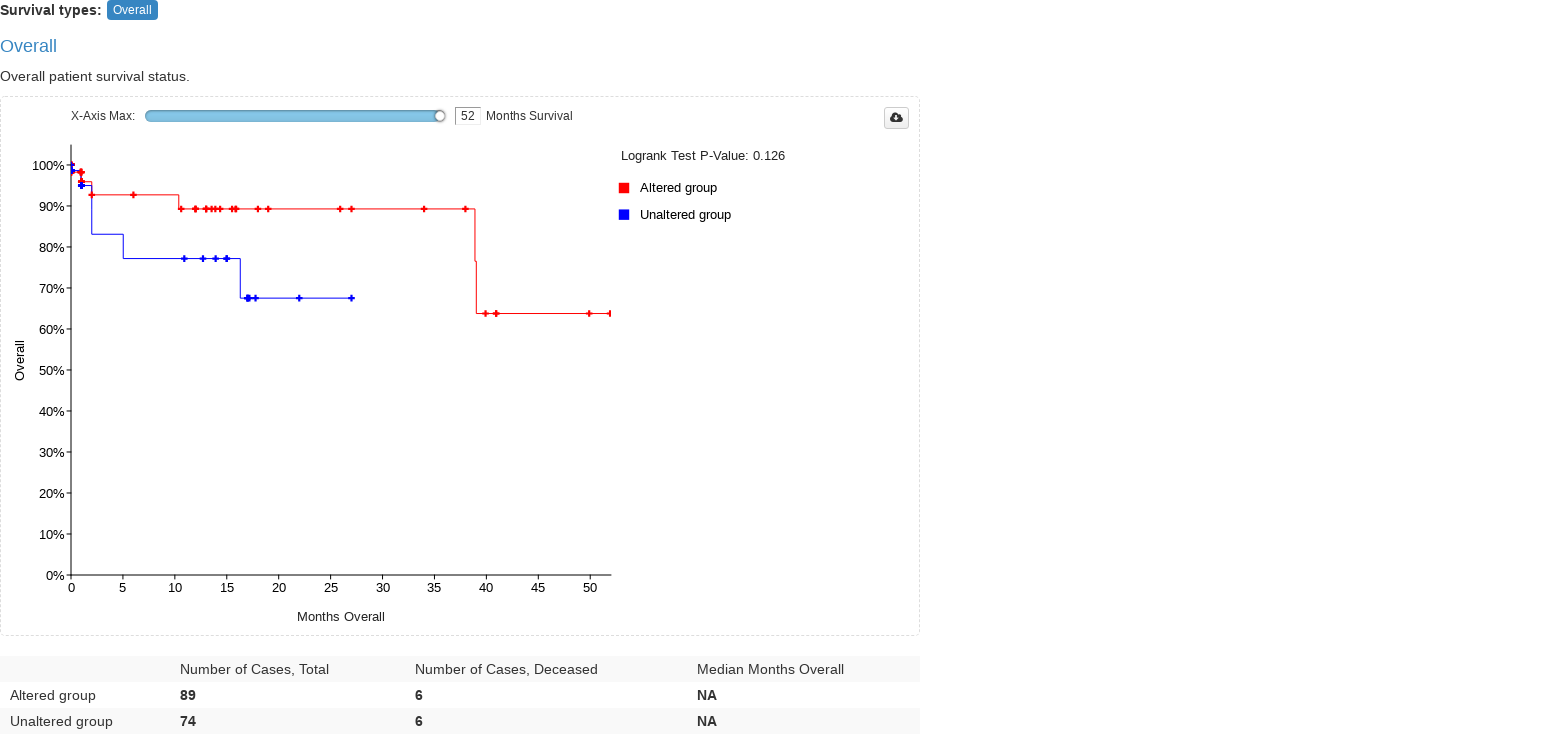 Survival types: Overall
Overall
Overall patient survival status.
X-Axis Max: 52 Months Survival
Logrank Test P-Value: 0.126
Altered group
Unaltered group
100%
90%
80%
70%
60%
50%
40%
30%
20%
10%
0%
Overall
0 5 10 15 20 25 30 35 40 45 50
Months Overall
Number of Cases, Total Number of Cases, Deceased Median Months Overall
Altered group 89 6 NA
Unaltered group 74 6 NA